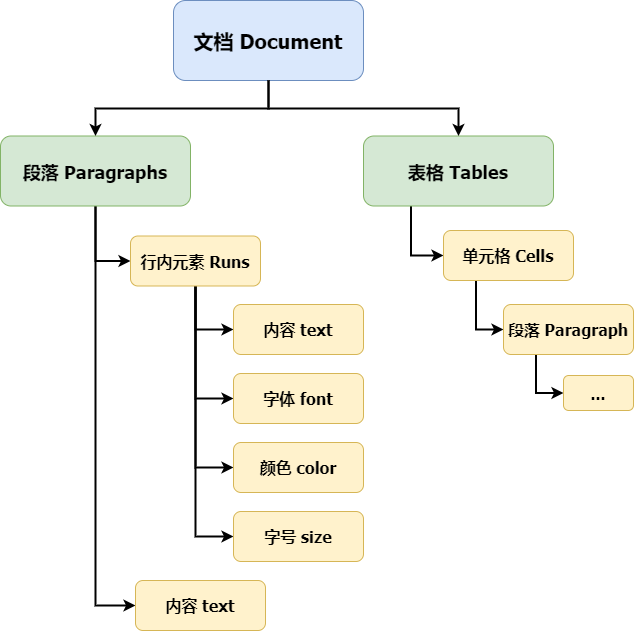 文档 Document
段落 Paragraphs
表格 Tables
行内元素 Runs
单元格 Cells
内容 text
段落 Paragraph
字体 font
...
颜色 color
字号 size
内容 text